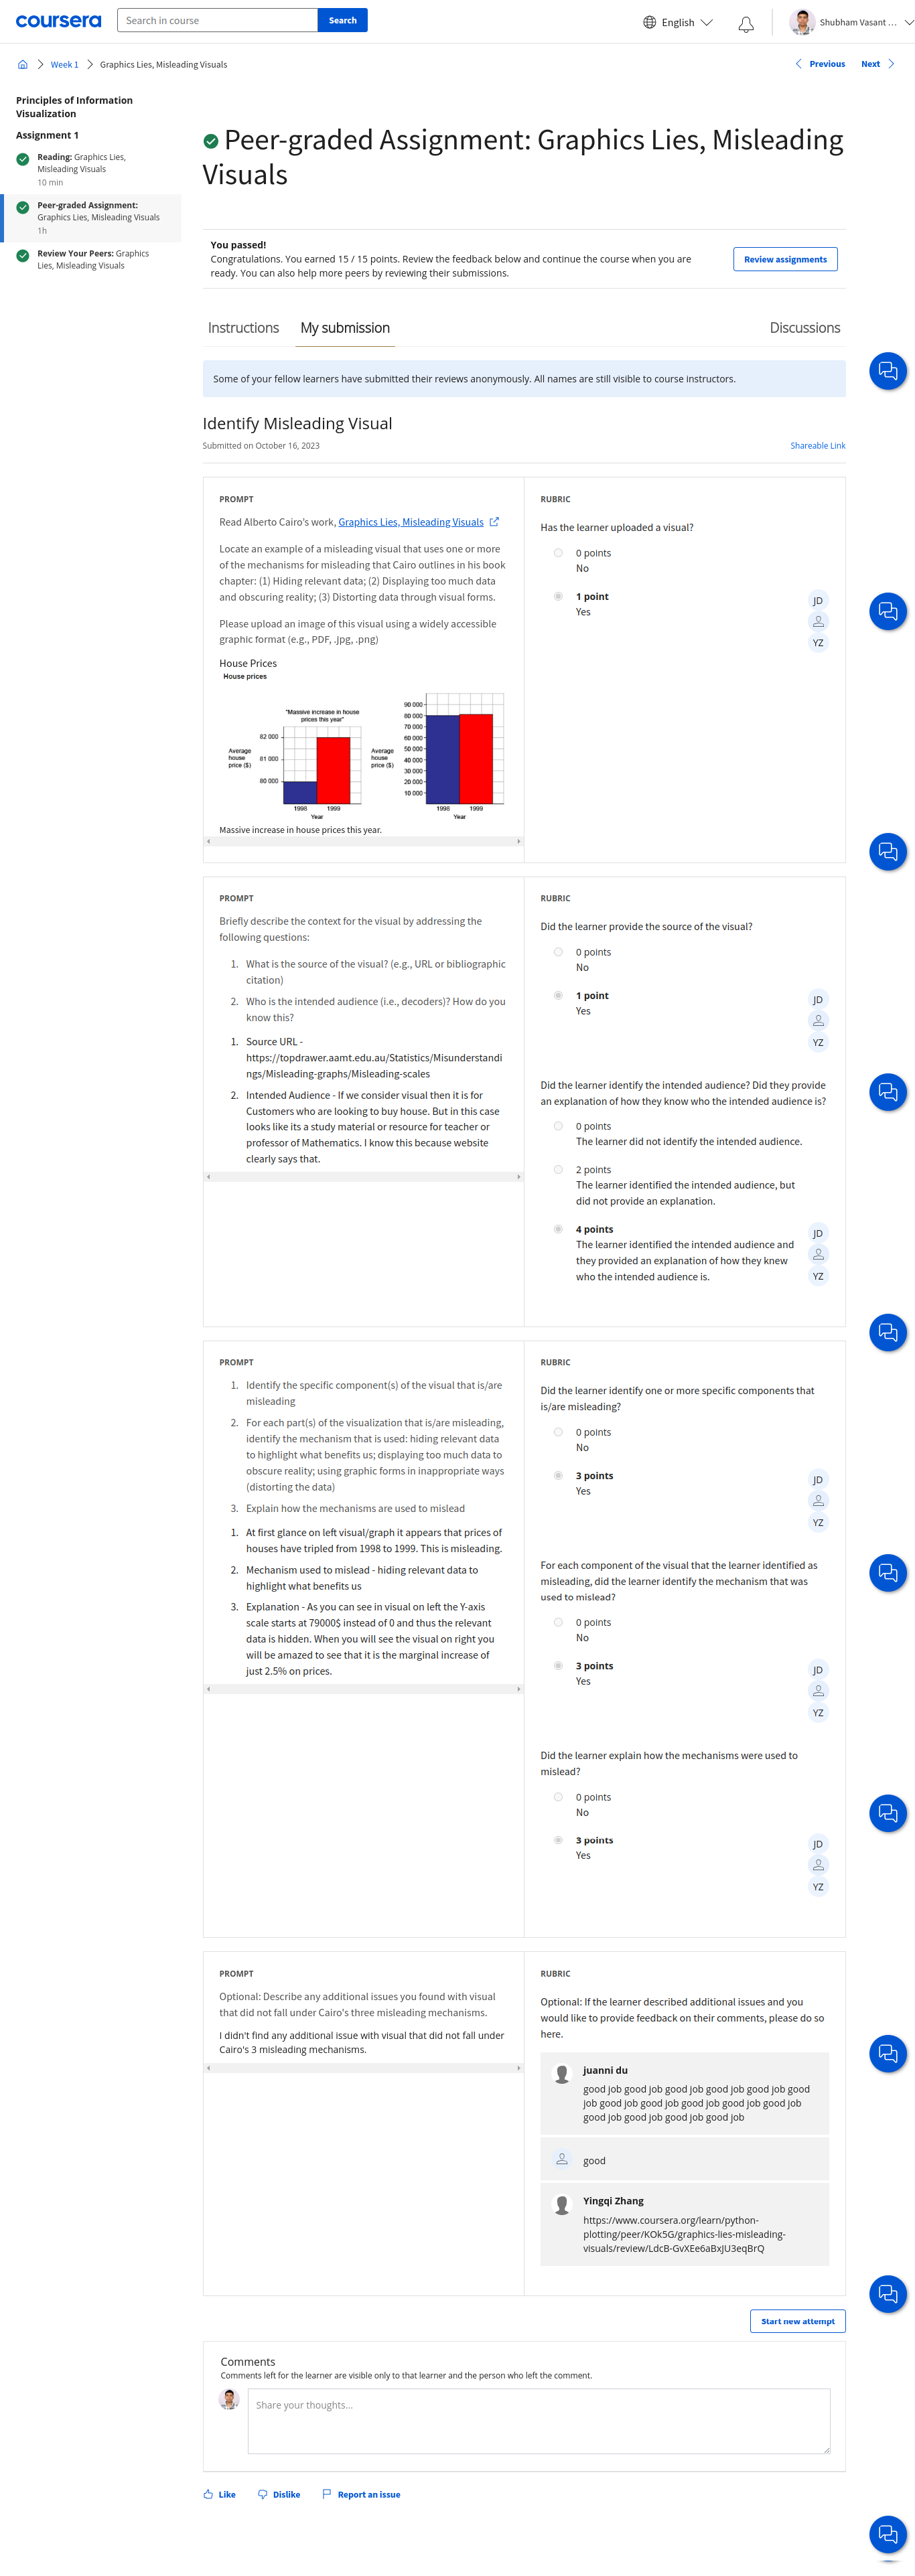 coursera
Search in course
Search
English
Shubham Vasant ...
Week 1
Graphics Lies, Misleading Visuals
Previous
Next
Principles of Information
Visualization
Assignment 1
Reading: Graphics Lies,
Misleading Visuals
10 min
Peer-graded Assignment:
Graphics Lies, Misleading Visuals
1h
Review Your Peers: Graphics
Lies, Misleading Visuals
Peer-graded Assignment: Graphics Lies, Misleading
Visuals
You passed!
Congratulations. You earned 15 / 15 points. Review the feedback below and continue the course when you are
ready. You can also help more peers by reviewing their submissions.
Review assignments
Instructions
My submission
Discussions
Some of your fellow learners have submitted their reviews anonymously. All names are still visible to course instructors.
Identify Misleading Visual
Submitted on October 16, 2023
Shareable Link
PROMPT
Read Alberto Cairo's work, Graphics Lies, Misleading Visuals
Locate an example of a misleading visual that uses one or more
of the mechanisms for misleading that Cairo outlines in his book
chapter: (1) Hiding relevant data; (2) Displaying too much data
and obscuring reality; (3) Distorting data through visual forms.
Please upload an image of this visual using a widely accessible
graphic format (e.g., PDF, .jpg, .png)
House Prices
House prices
"Massive increase in house
prices this year"
Average
house
price ($)
82 000
81 000
80 000
1998
1999
Year
Average
house
price ($)
90 000
80 000
70 000
60 000
50 000
40 000
30 000
20 000
10 000
1998
1999
Year
Massive increase in house prices this year.
RUBRIC
Has the learner uploaded a visual?
0 points
No
1 point
Yes
JD
YZ
PROMPT
Briefly describe the context for the visual by addressing the
following questions:
1. What is the source of the visual? (e.g., URL or bibliographic
citation)
2. Who is the intended audience (i.e., decoders)? How do you
know this?
1. Source URL -
https://topdrawer.aamt.edu.au/Statistics/Misunderstandi
ngs/Misleading-graphs/Misleading-scales
2. Intended Audience - If we consider visual then it is for
Customers who are looking to buy house. But in this case
looks like its a study material or resource for teacher or
professor of Mathematics. I know this because website
clearly says that.
RUBRIC
Did the learner provide the source of the visual?
0 points
No
1 point
Yes
JD
YZ
Did the learner identify the intended audience? Did they provide
an explanation of how they know who the intended audience is?
0 points
The learner did not identify the intended audience.
2 points
The learner identified the intended audience, but
did not provide an explanation.
4 points
The learner identified the intended audience and
they provided an explanation of how they knew
who the intended audience is.
JD
YZ
PROMPT
1. Identify the specific component(s) of the visual that is/are
misleading
2. For each part(s) of the visualization that is/are misleading,
identify the mechanism that is used: hiding relevant data
to highlight what benefits us; displaying too much data to
obscure reality; using graphic forms in inappropriate ways
(distorting the data)
3. Explain how the mechanisms are used to mislead
1. At first glance on left visual/graph it appears that prices of
houses have tripled from 1998 to 1999. This is misleading.
2. Mechanism used to mislead - hiding relevant data to
highlight what benefits us
3. Explanation - As you can see in visual on left the Y-axis
scale starts at 79000$ instead of 0 and thus the relevant
data is hidden. When you will see the visual on right you
will be amazed to see that it is the marginal increase of
just 2.5% on prices.
RUBRIC
Did the learner identify one or more specific components that
is/are misleading?
0 points
No
3 points
Yes
JD
YZ
For each component of the visual that the learner identified as
misleading, did the learner identify the mechanism that was
used to mislead?
0 points
No
3 points
Yes
JD
YZ
Did the learner explain how the mechanisms were used to
mislead?
0 points
No
3 points
Yes
JD
YZ
PROMPT
Optional: Describe any additional issues you found with visual
that did not fall under Cairo's three misleading mechanisms.
I didn't find any additional issue with visual that did not fall under
Cairo's 3 misleading mechanisms.
RUBRIC
Optional: If the learner described additional issues and you
would like to provide feedback on their comments, please do so
here.
juanni du
good job good job good job good job good job good
job good job good job good job good job good job
good job good job good job good job
good
Yingqi Zhang
https://www.coursera.org/learn/python-
plotting/peer/KOk5G/graphics-lies-misleading-
visuals/review/LdcB-GvXEe6aBxJU3eqBrQ
Start new attempt
Comments
Comments left for the learner are visible only to that learner and the person who left the comment.
Share your thoughts...
Like
Dislike
Report an issue